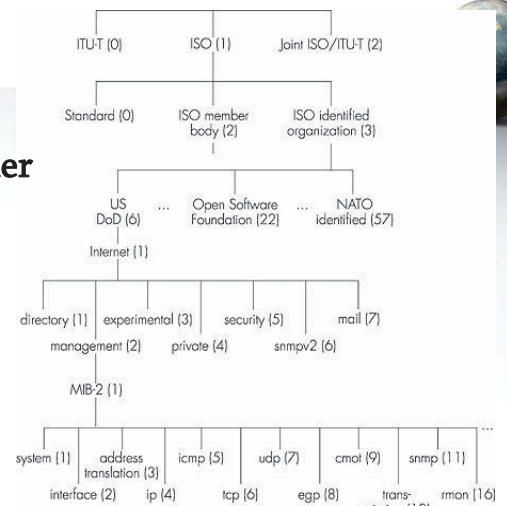 ITU-T (0) ISO (1) Joint ISO/ITU-T (2)
Standard (0) ISO member body (2) ISO identified organization (3)
er
US DoD (6) ... Open Software Foundation (22) ... NATO identified (57)
Internet (1)
directory (1) experimental (3) security (5) mail (7)
management (2) private (4) snmpv2 (6)
MIB-2 (1)
...
system (1) address translation (3) icmp (5) udp (7) cmot (9) snmp (11)
interface (2) ip (4) tcp (6) egp (8) trans- rmon (16)